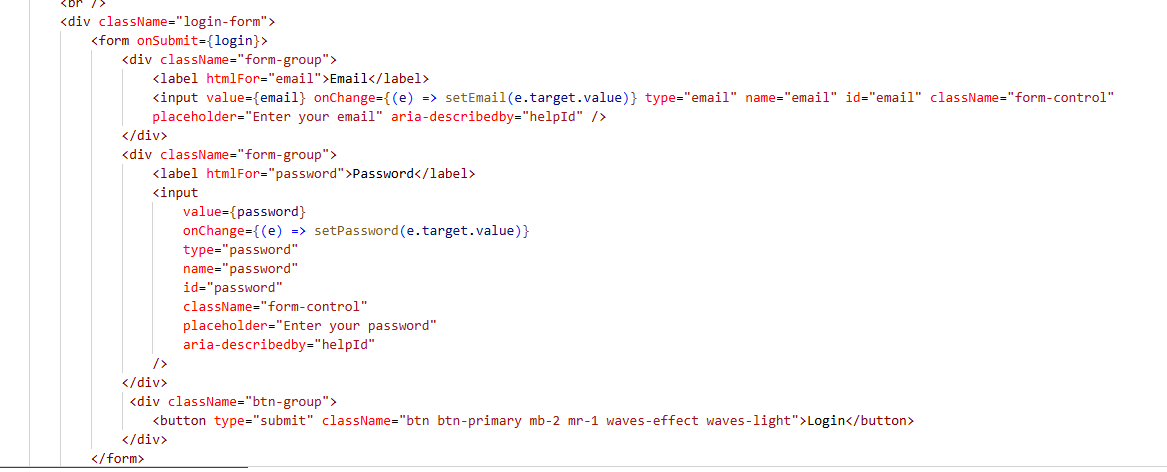 <br />
<div className="login-form">
<form onSubmit={login}>
<div className="form-group">
<label htmlFor="email">Email</label>
<input value={email} onChange={(e) => setEmail(e.target.value)} type="email" name="email" id="email" className="form-control"
placeholder="Enter your email" aria-describedby="helpId" />
</div>
<div className="form-group">
<label htmlFor="password">Password</label>
<input
value={password}
onChange={(e) => setPassword(e.target.value)}
type="password"
name="password"
id="password"
className="form-control"
placeholder="Enter your password"
aria-describedby="helpId"
/>
</div>
<div className="btn-group">
<button type="submit" className="btn btn-primary mb-2 mr-1 waves-effect waves-light">Login</button>
</div>
</form>